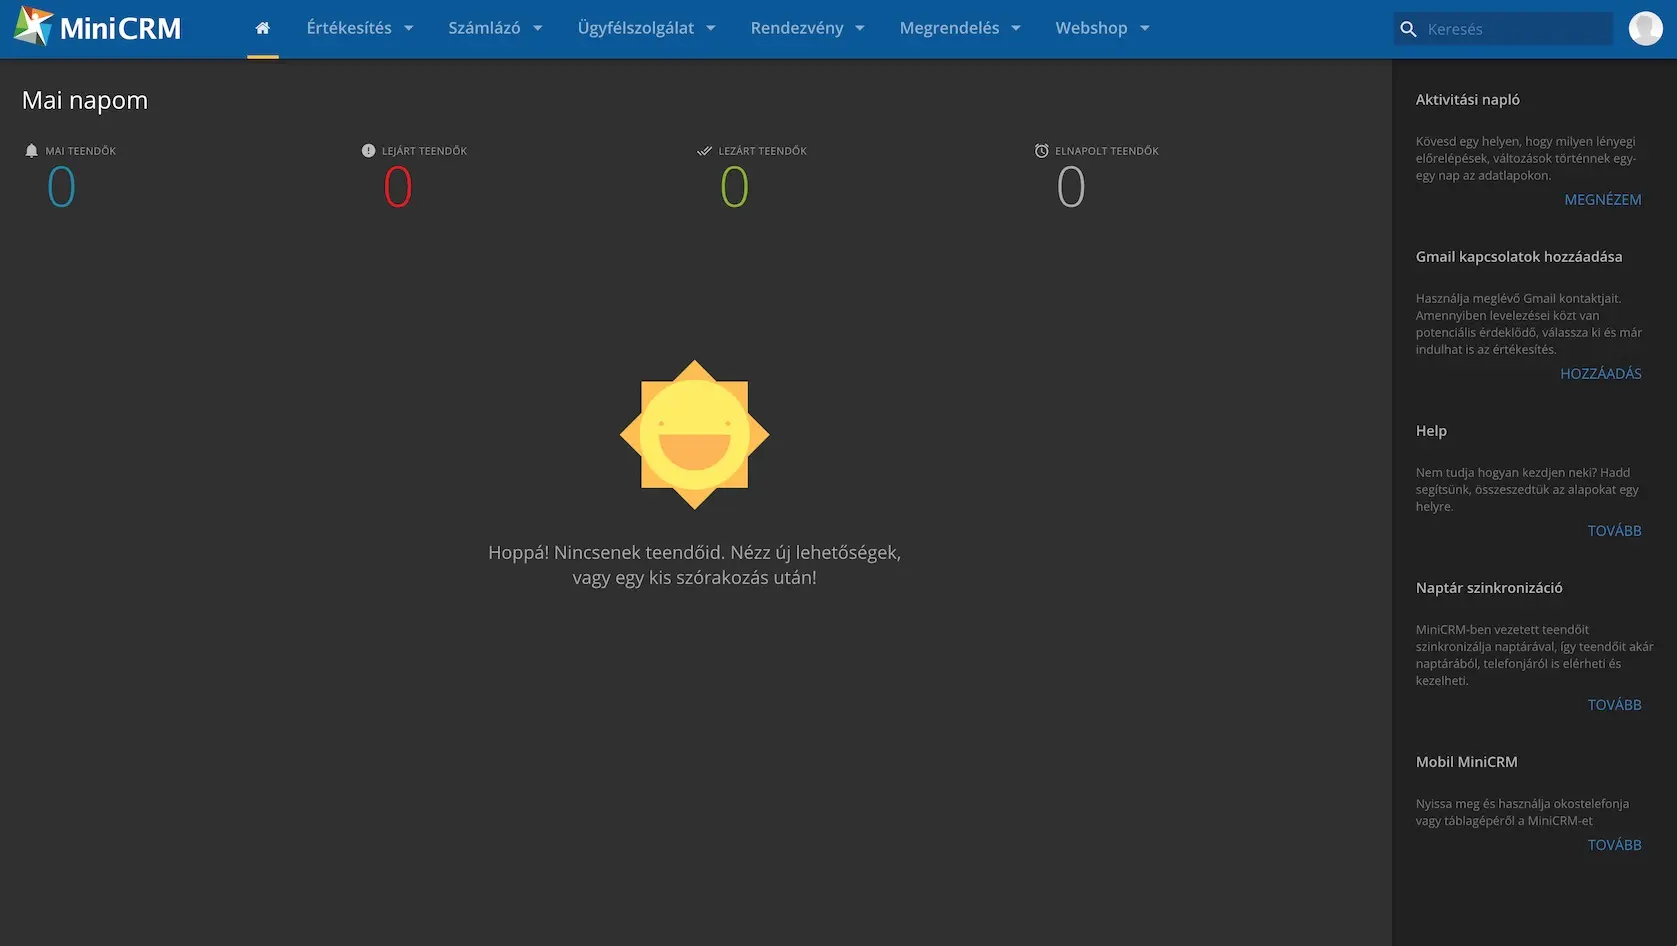 MiniCRM
Értékesítés
Számlázó
Ügyfélszolgálat
Rendezvény
Megrendelés
Webshop
Keresés
Mai napom
MAI TEENDŐK
0
LEJÁRT TEENDŐK
0
LEZÁRT TEENDŐK
0
ELNAPOLT TEENDŐK
0
Hoppá! Nincsenek teendőid. Nézz új lehetőségek,
vagy egy kis szórakozás után!
Aktivitási napló
Kövesd egy helyen, hogy milyen lényegi
előrelépések, változások történnek egy-
egy nap az adatlapokon.
MEGNÉZEM
Gmail kapcsolatok hozzáadása
Használja meglévő Gmail kontaktjait.
Amennyiben levelezései közt van
potenciális érdeklődő, válassza ki és már
indulhat is az értékesítés.
HOZZÁADÁS
Help
Nem tudja hogyan kezdjen neki? Hadd
segítsünk, összeszedtük az alapokat egy
helyre.
TOVÁBB
Naptár szinkronizáció
MiniCRM-ben vezetett teendőit
szinkronizálja naptárával, így teendőit akár
naptárából, telefonjáról is elérheti és
kezelheti.
TOVÁBB
Mobil MiniCRM
Nyissa meg és használja okostelefonja
vagy táblagépéről a MiniCRM-et
TOVÁBB